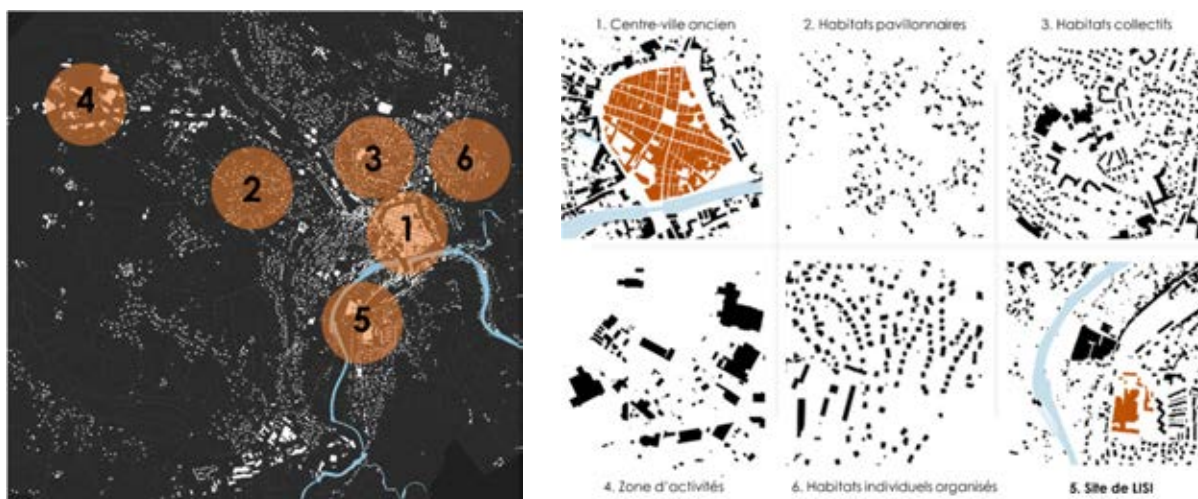 4
2
3
6
1
5
1. Centre-ville ancien
2. Habitats pavillonnaires
3. Habitats collectifs
4. Zone d'activités
6. Habitats individuels organisés
5. Site de LISI